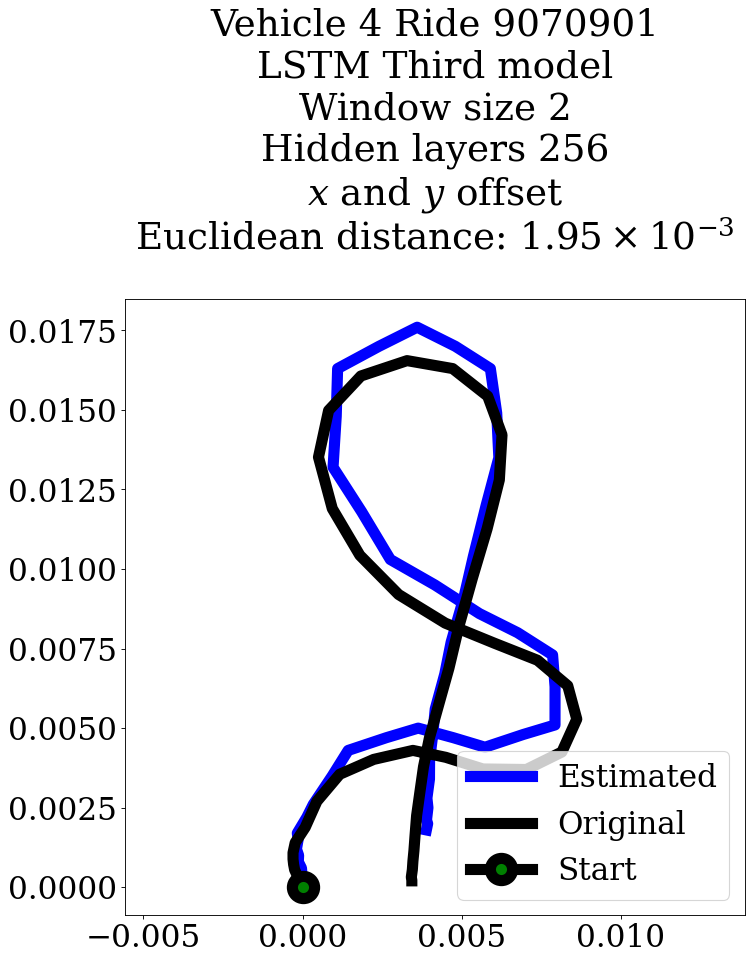 Vehicle 4 Ride 9070901
LSTM Third model
Window size 2
Hidden layers 256
x and y offset
Euclidean distance: 1.95 × 10⁻³
0.0175
0.0150
0.0125
0.0100
0.0075
0.0050
0.0025
0.0000
Estimated
Original
Start
−0.005 0.000 0.005 0.010